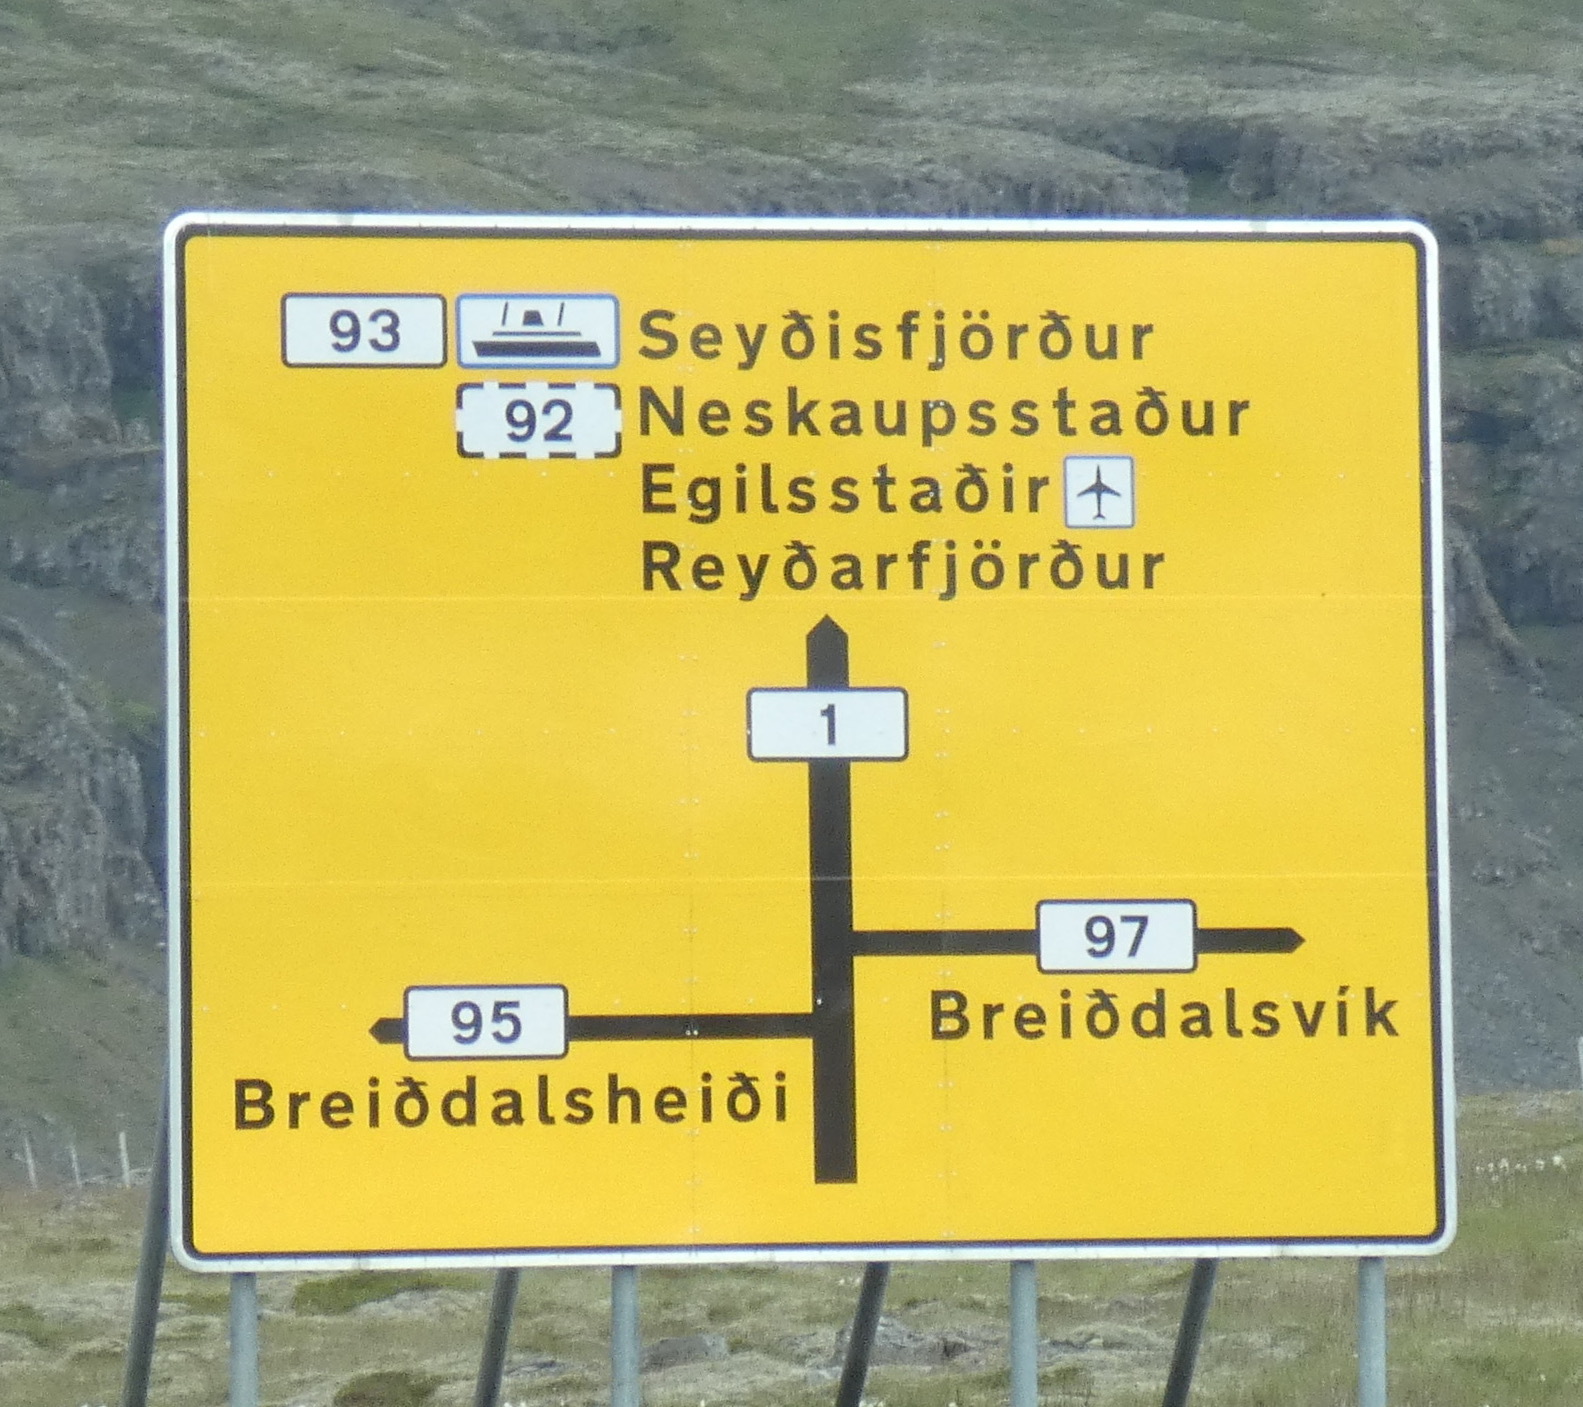 93 Seyðisfjörður
92 Neskaupsstaður
Egilsstaðir
Reyðarfjörður
1
97
Breiðdalsvík
95
Breiðdalsheiði